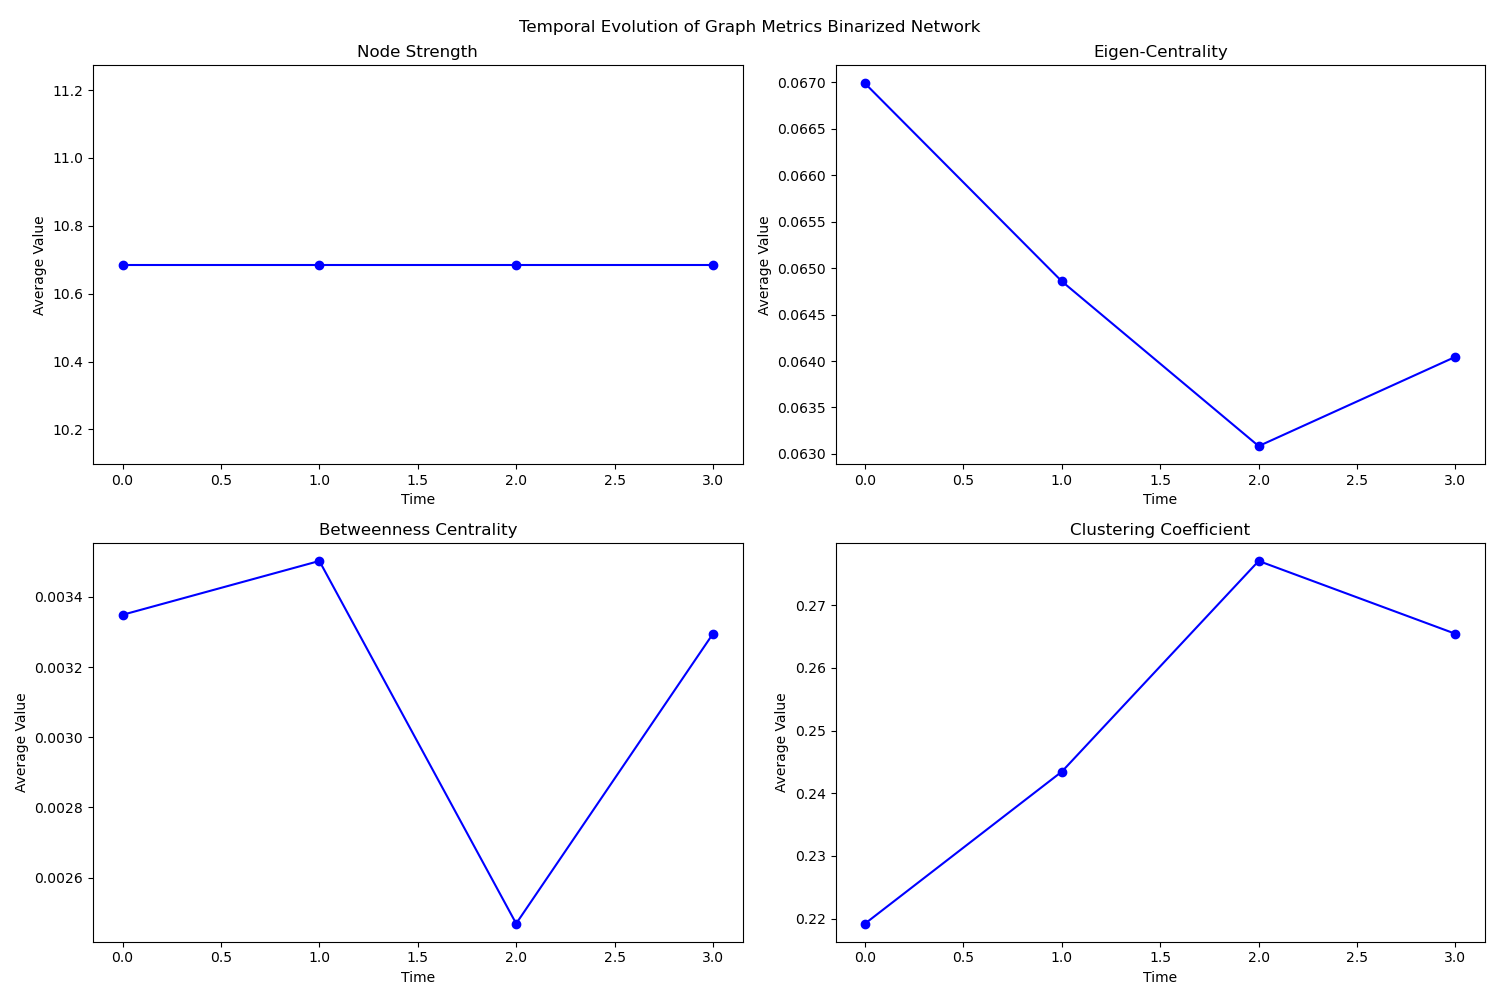 Temporal Evolution of Graph Metrics Binarized Network
Node Strength
Average Value
11.2
11.0
10.8
10.6
10.4
10.2
0.0 0.5 1.0 1.5 2.0 2.5 3.0
Time
Eigen-Centrality
Average Value
0.0670
0.0665
0.0660
0.0655
0.0650
0.0645
0.0640
0.0635
0.0630
0.0 0.5 1.0 1.5 2.0 2.5 3.0
Time
Betweenness Centrality
Average Value
0.0034
0.0032
0.0030
0.0028
0.0026
0.0 0.5 1.0 1.5 2.0 2.5 3.0
Time
Clustering Coefficient
Average Value
0.27
0.26
0.25
0.24
0.23
0.22
0.0 0.5 1.0 1.5 2.0 2.5 3.0
Time